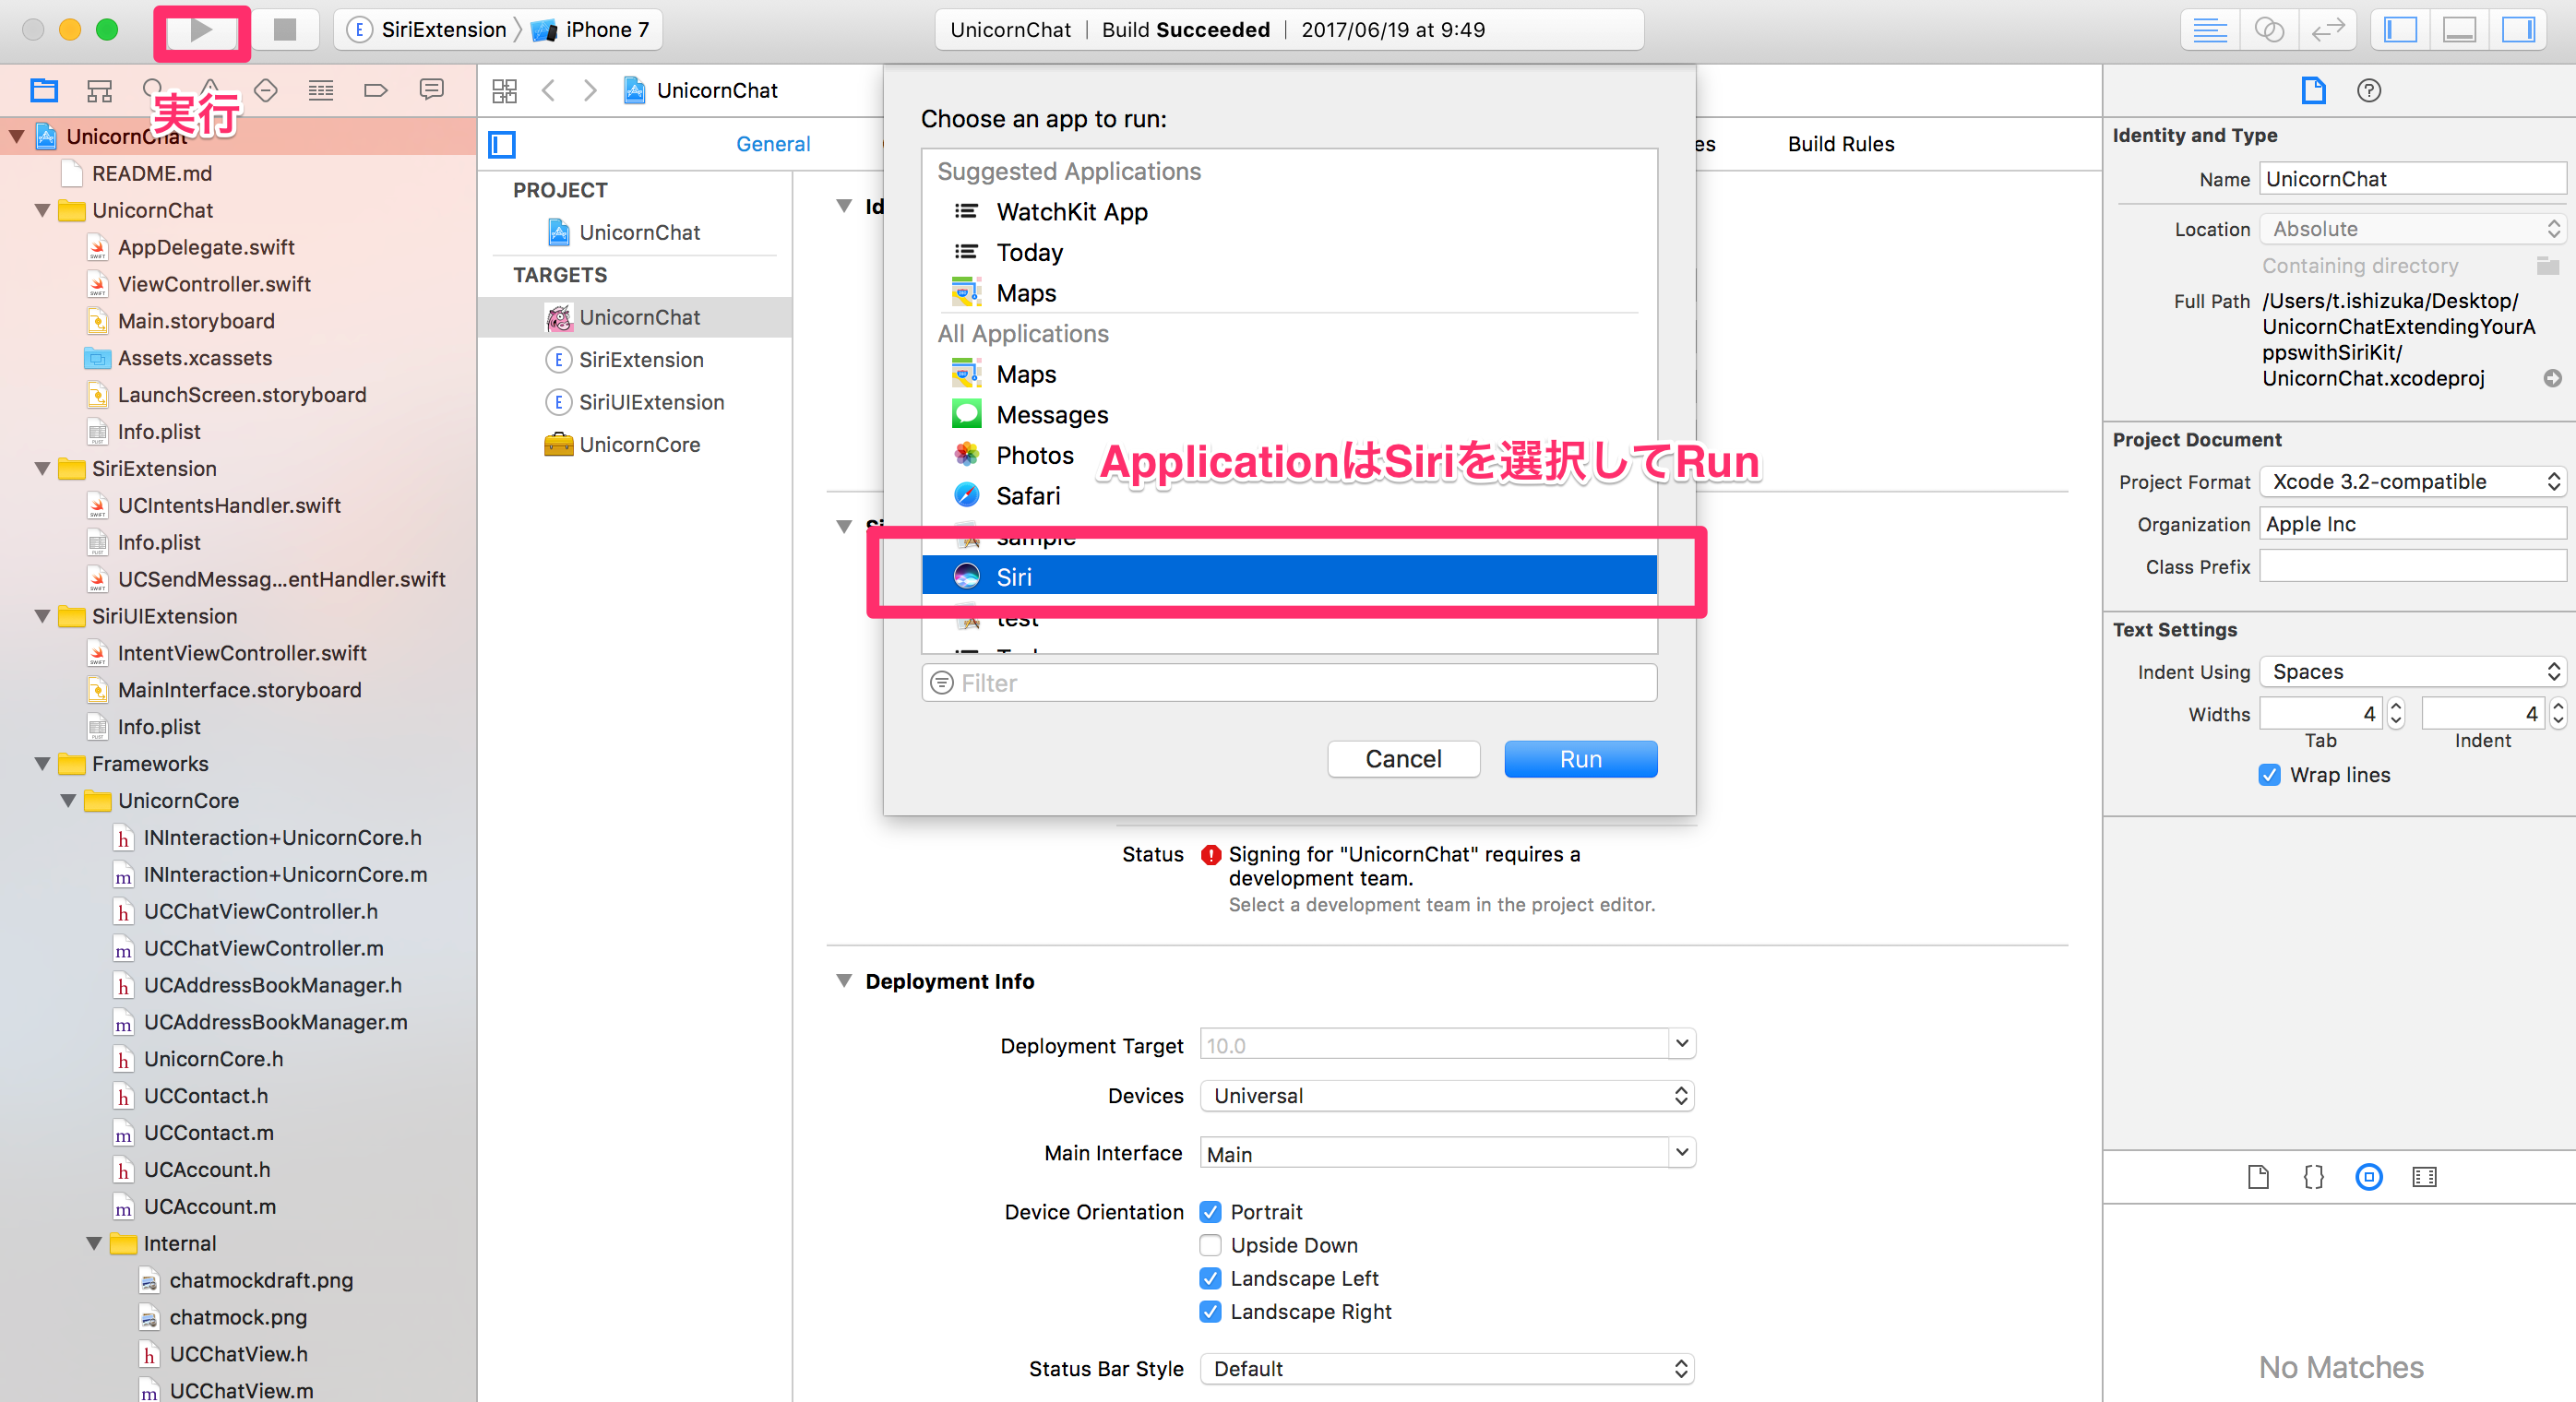 SiriExtension
iPhone 7
UnicornChat
Build Succeeded
2017/06/19 at 9:49
実行
UnicornChat
README.md
UnicornChat
AppDelegate.swift
ViewController.swift
Main.storyboard
Assets.xcassets
LaunchScreen.storyboard
Info.plist
SiriExtension
UCIntentsHandler.swift
Info.plist
UCSendMessag...entHandler.swift
SiriUIExtension
IntentViewController.swift
MainInterface.storyboard
Info.plist
Frameworks
UnicornCore
INInteraction+UnicornCore.h
INInteraction+UnicornCore.m
UCChatViewController.h
UCChatViewController.m
UCAddressBookManager.h
UCAddressBookManager.m
UnicornCore.h
UCContact.h
UCContact.m
UCAccount.h
UCAccount.m
Internal
chatmockdraft.png
chatmock.png
UCChatView.h
UCChatView.m
UnicornChat
General
Build Rules
PROJECT
UnicornChat
TARGETS
UnicornChat
SiriExtension
SiriUIExtension
UnicornCore
Choose an app to run:
Suggested Applications
WatchKit App
Today
Maps
All Applications
Maps
Messages
Photos
Safari
sample
Siri
test
ApplicationはSiriを選択してRun
Filter
Cancel
Run
Status
Signing for "UnicornChat" requires a
development team.
Select a development team in the project editor.
Deployment Info
Deployment Target
10.0
Devices
Universal
Main Interface
Main
Device Orientation
Portrait
Upside Down
Landscape Left
Landscape Right
Status Bar Style
Default
Identity and Type
Name
UnicornChat
Location
Absolute
Containing directory
Full Path
/Users/t.ishizuka/Desktop/
UnicornChatExtendingYourA
ppswithSiriKit/
UnicornChat.xcodeproj
Project Document
Project Format
Xcode 3.2-compatible
Organization
Apple Inc
Class Prefix
Text Settings
Indent Using
Spaces
Widths
4
4
Tab
Indent
Wrap lines
No Matches